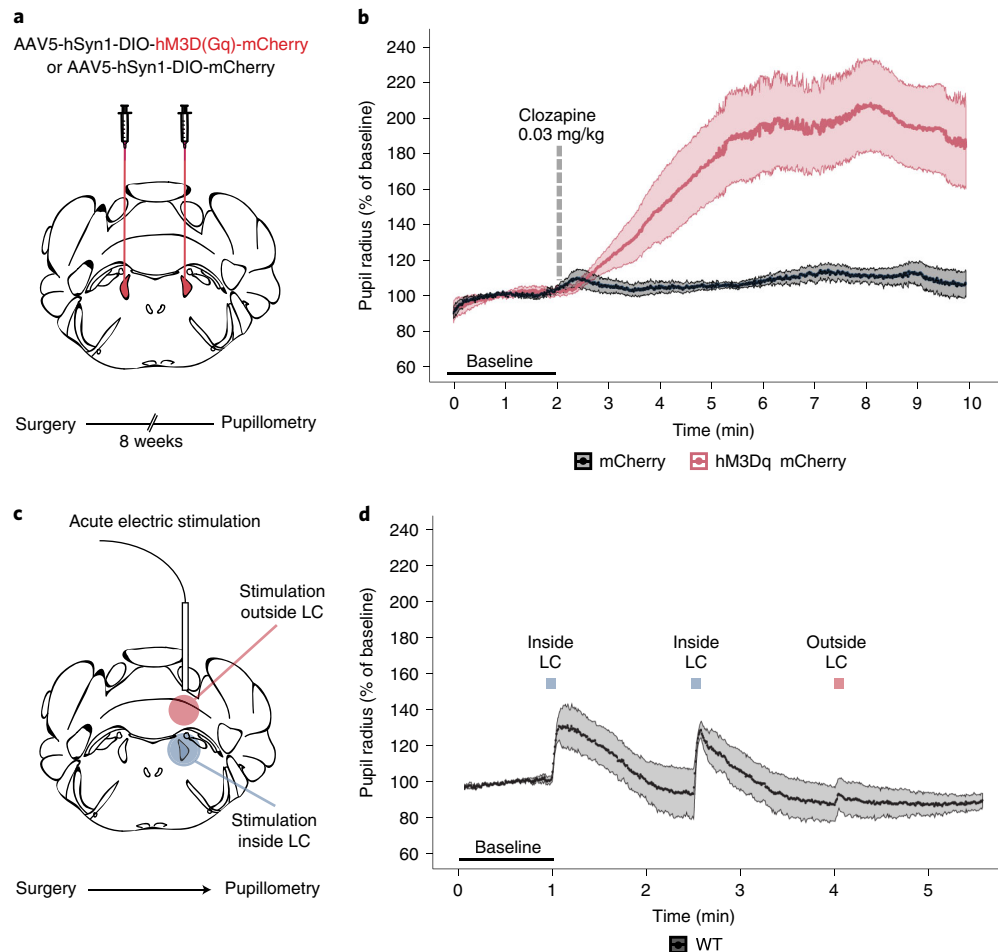 a
AAV5-hSyn1-DIO-hM3D(Gq)-mCherry
or AAV5-hSyn1-DIO-mCherry
Surgery
8 weeks
Pupillometry
b
Pupil radius (% of baseline)
240
220
200
180
160
140
120
100
80
60
Clozapine
0.03 mg/kg
Baseline
0 1 2 3 4 5 6 7 8 9 10
Time (min)
mCherry hM3Dq mCherry
c
Acute electric stimulation
Stimulation
outside LC
Stimulation
inside LC
Surgery Pupillometry
d
Pupil radius (% of baseline)
240
220
200
180
160
140
120
100
80
60
Inside
LC
Inside
LC
Outside
LC
Baseline
0 1 2 3 4 5
Time (min)
WT